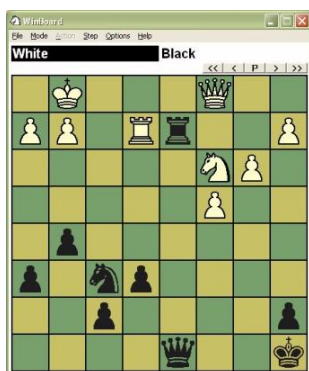 WinBoard
File Mode Action Step Options Help
White Black
<< < P > >>